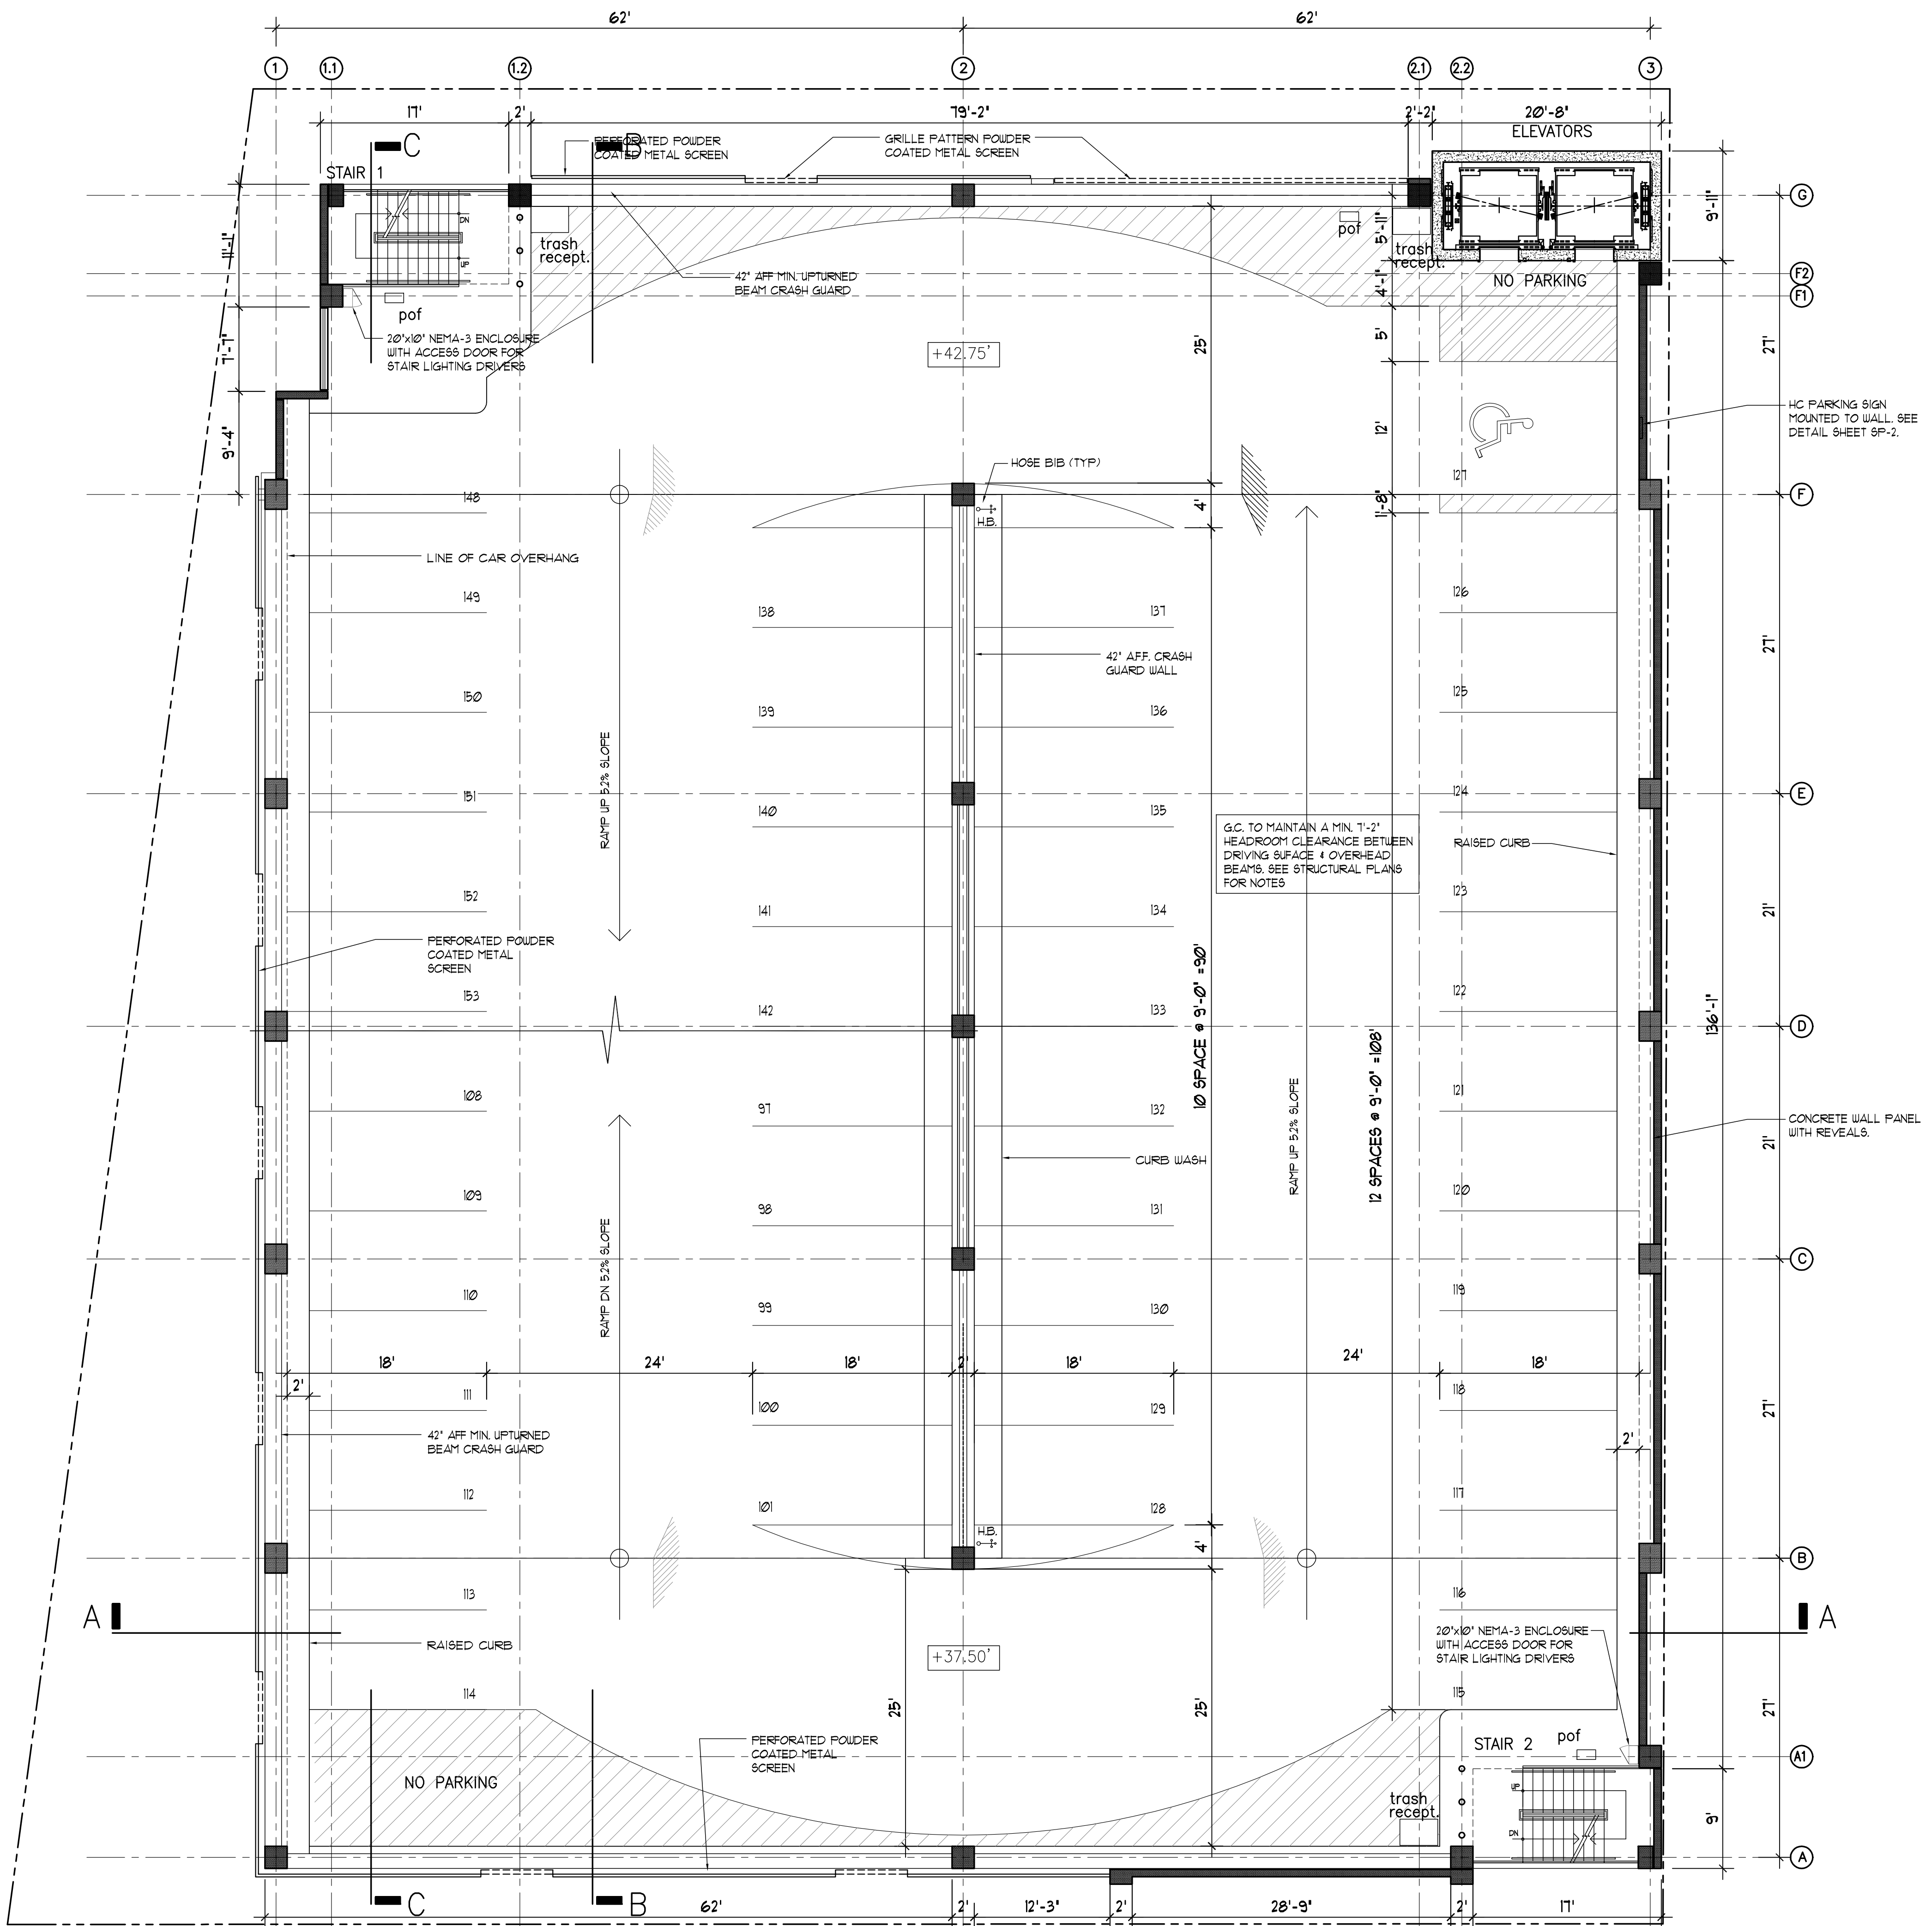 62'
62'
1
1.1
1.2
2
2.1
2.2
3
17'
2'
79'-2"
2'-2"
20'-8"
ELEVATORS
C
B
PERFORATED POWDER
COATED METAL SCREEN
GRILLE PATTERN POWDER
COATED METAL SCREEN
STAIR 1
DN
UP
trash
recept.
pof
5'-11"
trash
recept.
9'-11"
G
11'-1"
42" AFF MIN. UPTURNED
BEAM CRASH GUARD
4'-1"
NO PARKING
F2
F1
pof
20"x10" NEMA-3 ENCLOSURE
WITH ACCESS DOOR FOR
STAIR LIGHTING DRIVERS
7'-7"
+42.75'
25'
5'
27'
9'-4"
12'
HC PARKING SIGN
MOUNTED TO WALL. SEE
DETAIL SHEET SP-2.
HOSE BIB (TYP)
127
148
4'
1'-8"
F
H.B.
LINE OF CAR OVERHANG
149
138
137
126
42" A.F.F. CRASH
GUARD WALL
27'
150
139
136
125
RAMP UP 5.2% SLOPE
151
140
135
124
E
G.C. TO MAINTAIN A MIN. 7'-2"
HEADROOM CLEARANCE BETWEEN
DRIVING SUFACE & OVERHEAD
BEAMS. SEE STRUCTURAL PLANS
FOR NOTES
RAISED CURB
152
141
134
123
21'
PERFORATED POWDER
COATED METAL
SCREEN
153
142
133
122
10 SPACE @ 9'-0" =90'
136'-1"
D
108
97
132
121
RAMP UP 5.2% SLOPE
12 SPACES @ 9'-0" =108'
21'
CONCRETE WALL PANEL
WITH REVEALS.
CURB WASH
109
98
131
120
RAMP DN 5.2% SLOPE
C
110
99
130
119
18'
24'
18'
2'
18'
24'
18'
2'
111
100
129
118
27'
42" AFF MIN. UPTURNED
BEAM CRASH GUARD
2'
112
101
128
117
H.B.
4'
B
113
116
A
A
RAISED CURB
20"x10" NEMA-3 ENCLOSURE
WITH ACCESS DOOR FOR
STAIR LIGHTING DRIVERS
+37.50'
114
115
25'
25'
27'
PERFORATED POWDER
COATED METAL
SCREEN
STAIR 2
pof
A1
NO PARKING
UP
trash
recept.
DN
9'
A
C
B
62'
2'
12'-3"
2'
28'-9"
2'
17'